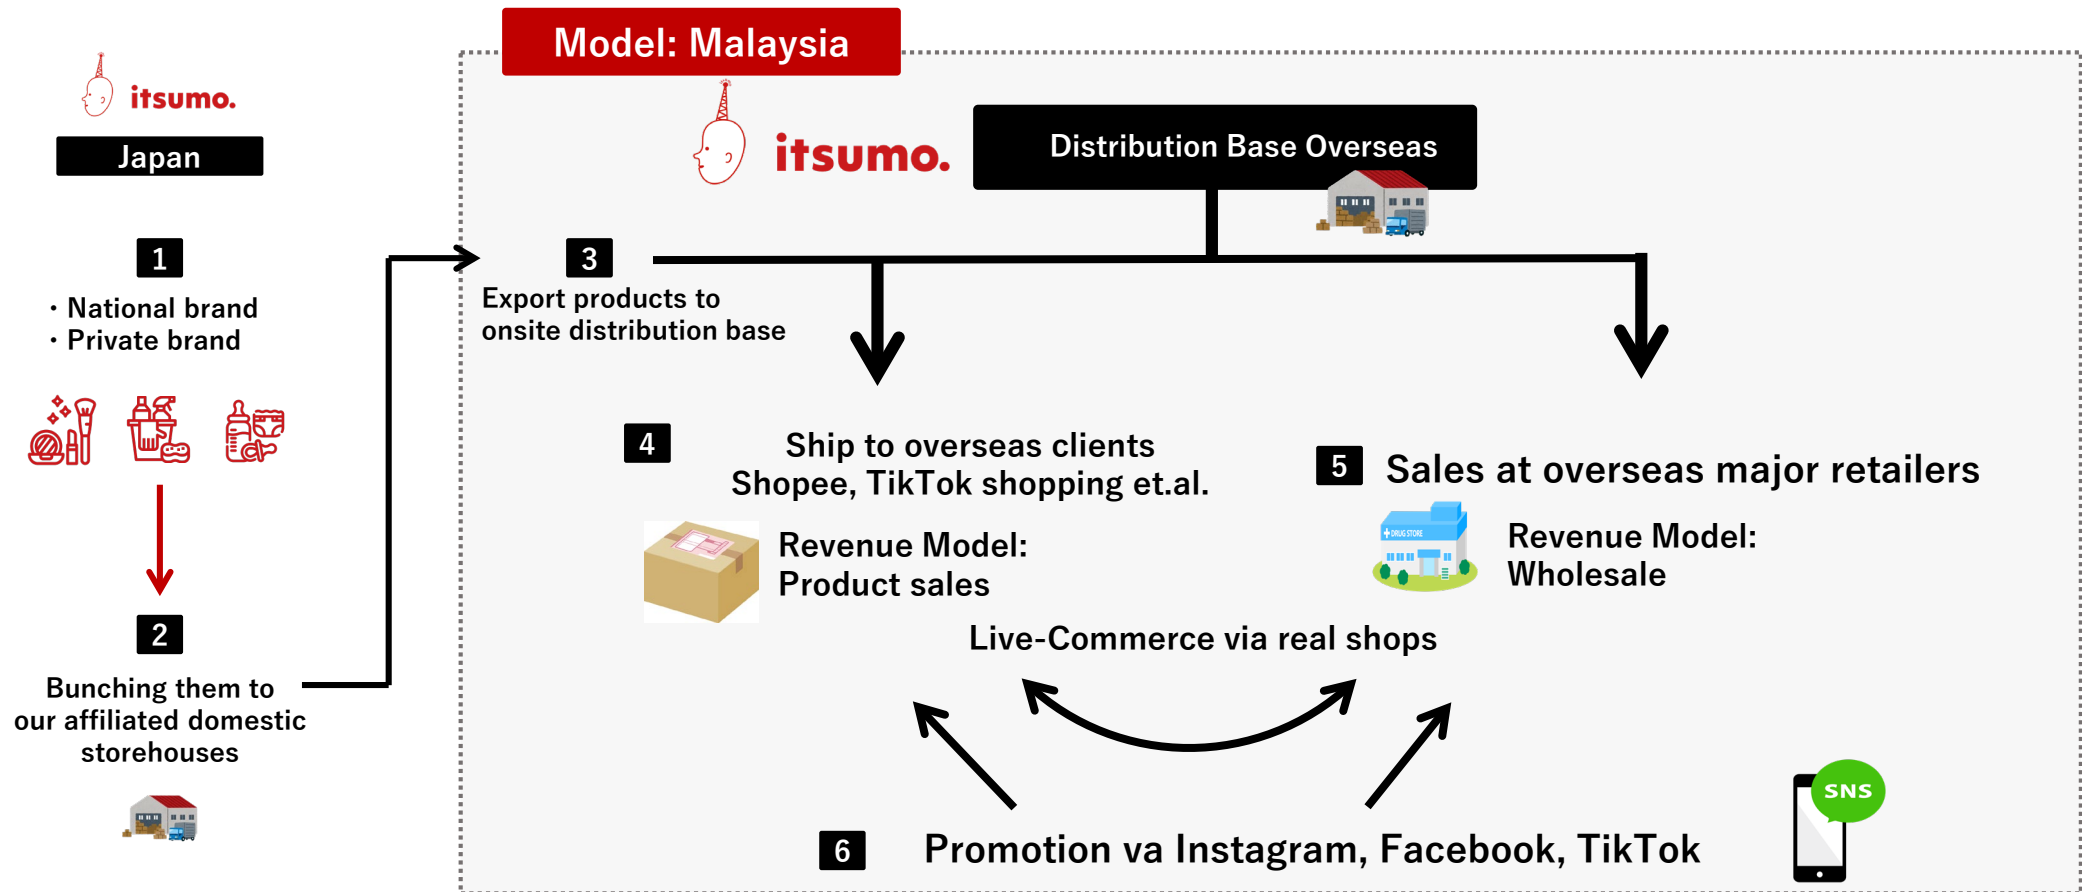 Model: Malaysia
itsumo.
Japan
itsumo.
Distribution Base Overseas
1
・National brand
・Private brand
2
Bunching them to
our affiliated domestic
storehouses
3
Export products to
onsite distribution base
4
Ship to overseas clients
Shopee, TikTok shopping et.al.
Revenue Model:
Product sales
5
Sales at overseas major retailers
DRUG STORE
Revenue Model:
Wholesale
Live-Commerce via real shops
6
Promotion va Instagram, Facebook, TikTok
SNS